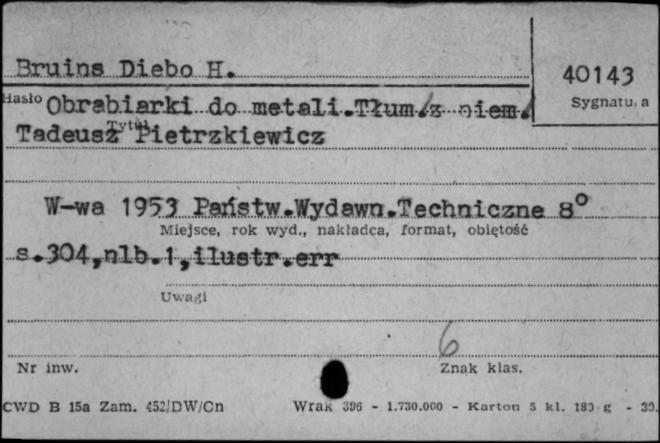 Bruins Diebo H.
40143
Hasło
Sygnatura
Obrabiarki do metali.Tłum./z niem./
Tytuł
Tadeusz Pietrzkiewicz
W-wa 1953 Państw.Wydawn.Techniczne 8°
Miejsce, rok wyd., nakładca, format, objętość
s.304,nlb.1,ilustr.err
Uwagi
6
Nr inw.
Znak klas.
CWD B 15a Zam. 452/DW/Cn
Wrak 396 - 1.730.000 - Karton 5 kl. 180 g - 30.